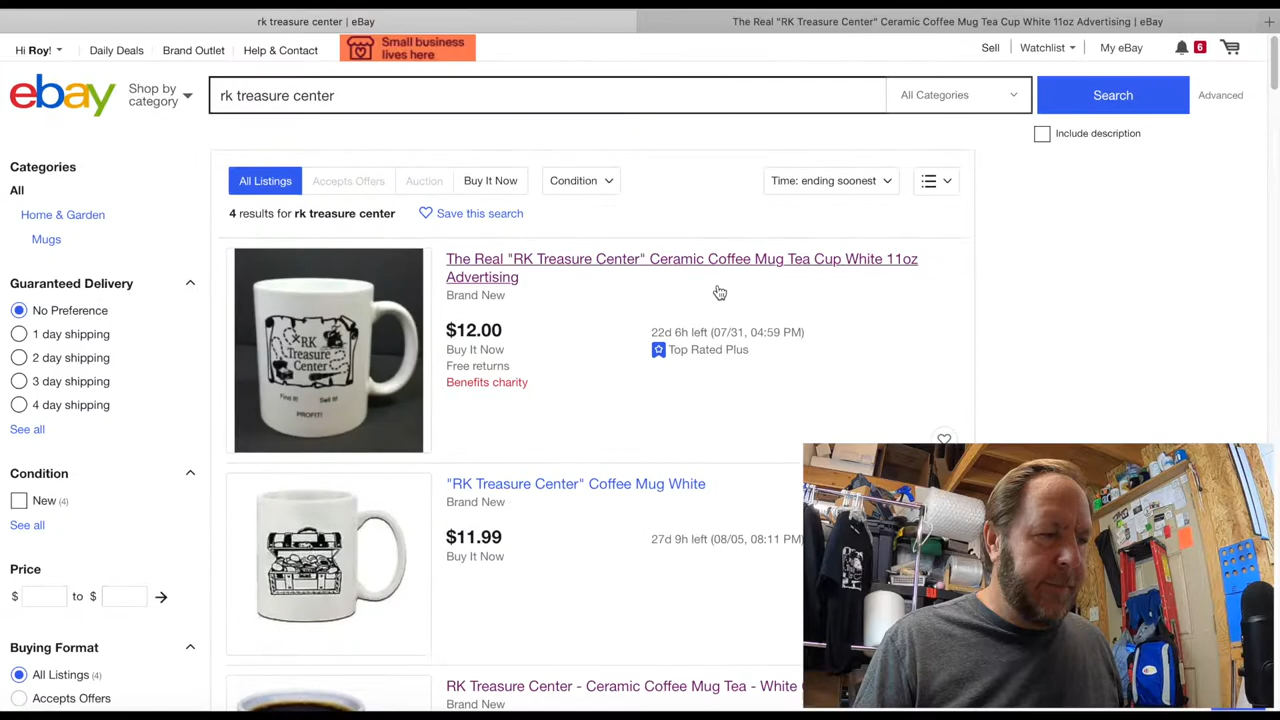 rk treasure center | eBay
The Real "RK Treasure Center" Ceramic Coffee Mug Tea Cup White 11oz Advertising | eBay
Hi Roy!
Daily Deals
Brand Outlet
Help & Contact
Small business
lives here
Sell
Watchlist
My eBay
6
ebay
Shop by
category
rk treasure center
All Categories
Search
Advanced
Include description
Categories
All
Home & Garden
Mugs
Guaranteed Delivery
No Preference
1 day shipping
2 day shipping
3 day shipping
4 day shipping
See all
Condition
New (4)
See all
Price
$ to $
Buying Format
All Listings (4)
Accepts Offers
All Listings
Accepts Offers
Auction
Buy It Now
Condition
Time: ending soonest
4 results for rk treasure center
Save this search
RK
Treasure
Center
Find it!
Sell it!
PROFIT!
The Real "RK Treasure Center" Ceramic Coffee Mug Tea Cup White 11oz
Advertising
Brand New
$12.00
Buy It Now
Free returns
Benefits charity
22d 6h left (07/31, 04:59 PM)
Top Rated Plus
"RK Treasure Center" Coffee Mug White
Brand New
$11.99
Buy It Now
27d 9h left (08/05, 08:11 PM)
RK Treasure Center - Ceramic Coffee Mug Tea - White
Brand New